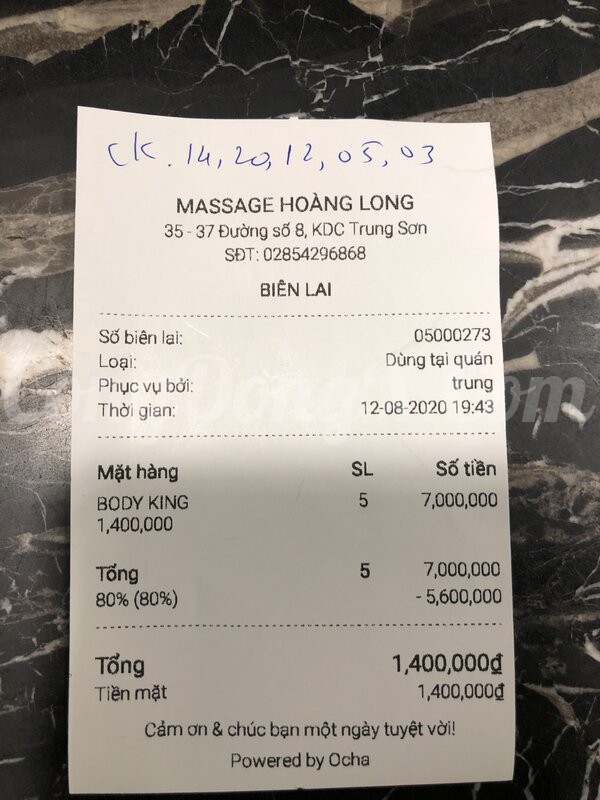 CK. 14, 20, 12, 05, 03
MASSAGE HOÀNG LONG
35 - 37 Đường số 8, KDC Trung Sơn
SĐT: 02854296868
BIÊN LAI
Số biên lai: 05000273
Loại: Dùng tại quán
Phục vụ bởi: trung
Thời gian: 12-08-2020 19:43
Mặt hàng SL Số tiền
BODY KING 5 7,000,000
1,400,000
Tổng 5 7,000,000
80% (80%) - 5,600,000
Tổng 1,400,000₫
Tiền mặt 1,400,000₫
Cảm ơn & chúc bạn một ngày tuyệt vời!
Powered by Ocha